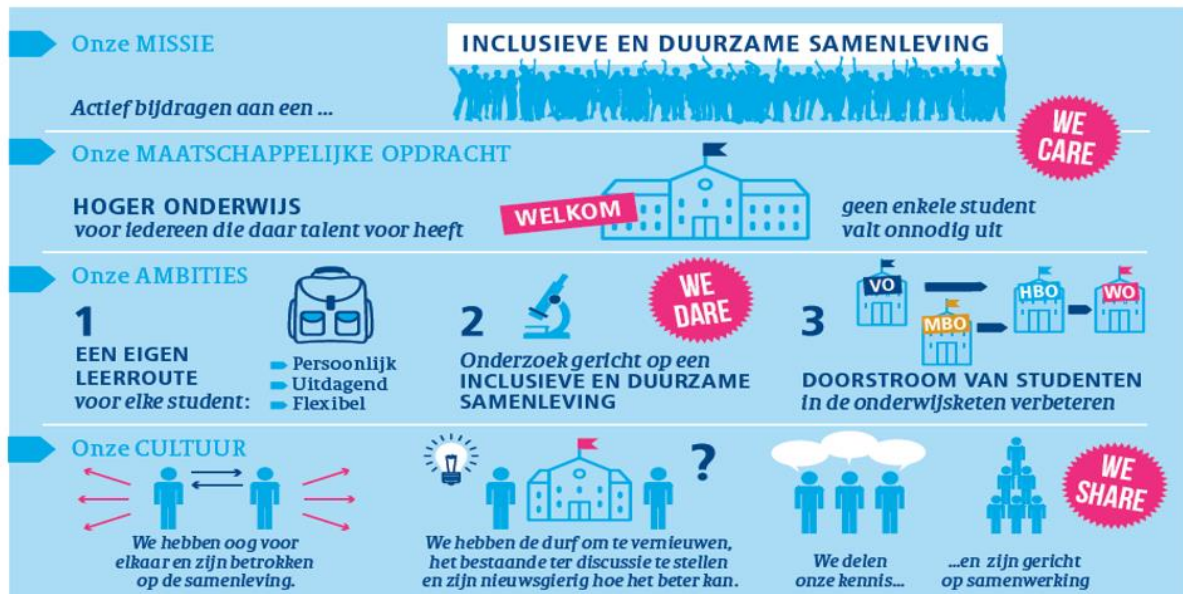 Onze MISSIE
INCLUSIEVE EN DUURZAME SAMENLEVING
Actief bijdragen aan een ...
WE
CARE
Onze MAATSCHAPPELIJKE OPDRACHT
HOGER ONDERWIJS
voor iedereen die daar talent voor heeft
WELKOM
geen enkele student
valt onnodig uit
Onze AMBITIES
1
EEN EIGEN
LEERROUTE
voor elke student:
Persoonlijk
Uitdagend
Flexibel
2
Onderzoek gericht op een
INCLUSIEVE EN DUURZAME
SAMENLEVING
WE
DARE
3
VO
MBO
HBO
WO
DOORSTROOM VAN STUDENTEN
in de onderwijsketen verbeteren
Onze CULTUUR
We hebben oog voor
elkaar en zijn betrokken
op de samenleving.
?
We hebben de durf om te vernieuwen,
het bestaande ter discussie te stellen
en zijn nieuwsgierig hoe het beter kan.
We delen
onze kennis...
...en zijn gericht
op samenwerking
WE
SHARE